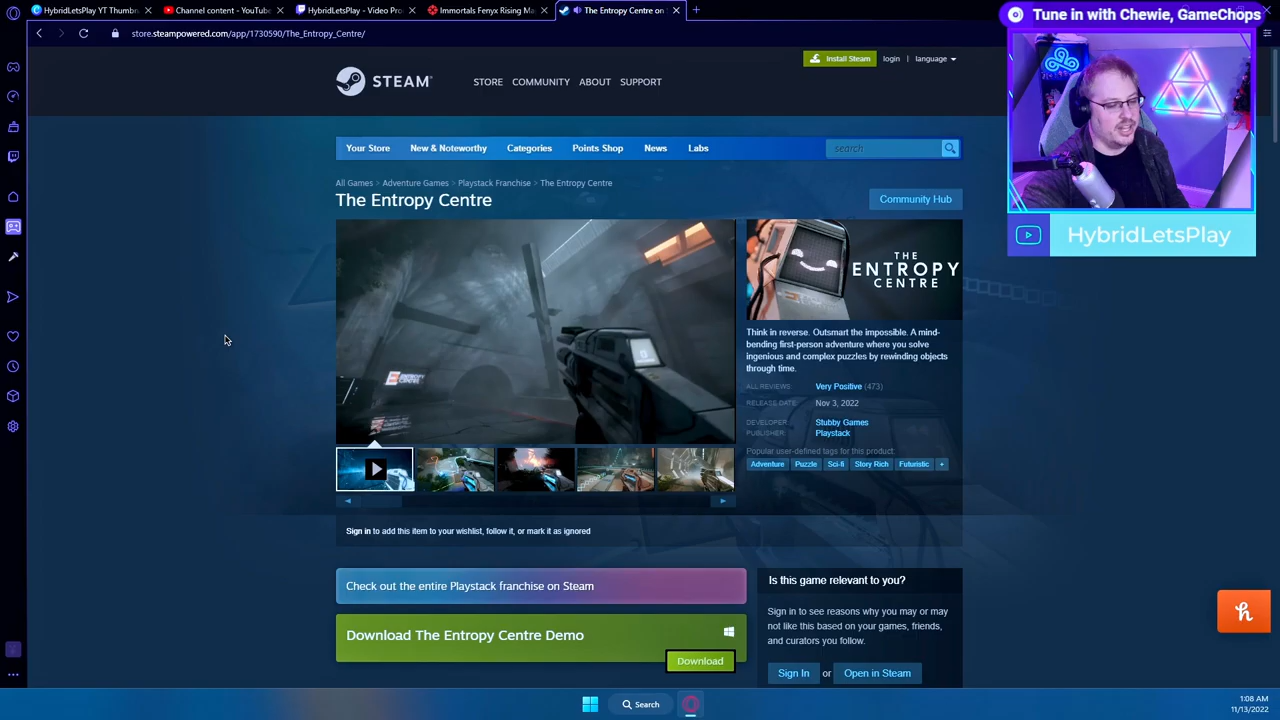 HybridLetsPlay YT Thumbn
Channel content - YouTube
HybridLetsPlay - Video Pro
Immortals Fenyx Rising Ma
The Entropy Centre on
store.steampowered.com/app/1730590/The_Entropy_Centre/
Tune in with Chewie, GameChops
HybridLetsPlay
Install Steam
login | language
STEAM
STORE COMMUNITY ABOUT SUPPORT
Your Store New & Noteworthy Categories Points Shop News Labs
search
All Games > Adventure Games > Playstack Franchise > The Entropy Centre
The Entropy Centre
Community Hub
ENTROPY
CENTRE
THE
ENTROPY
CENTRE
Think in reverse. Outsmart the impossible. A mind-
bending first-person adventure where you solve
ingenious and complex puzzles by rewinding objects
through time.
ALL REVIEWS: Very Positive (473)
RELEASE DATE: Nov 3, 2022
DEVELOPER: Stubby Games
PUBLISHER: Playstack
Popular user-defined tags for this product:
Adventure Puzzle Sci-fi Story Rich Futuristic +
Sign in to add this item to your wishlist, follow it, or mark it as ignored
Check out the entire Playstack franchise on Steam
Download The Entropy Centre Demo
Download
Is this game relevant to you?
Sign in to see reasons why you may or may
not like this based on your games, friends,
and curators you follow.
Sign In or Open in Steam
Search
1:08 AM
11/13/2022